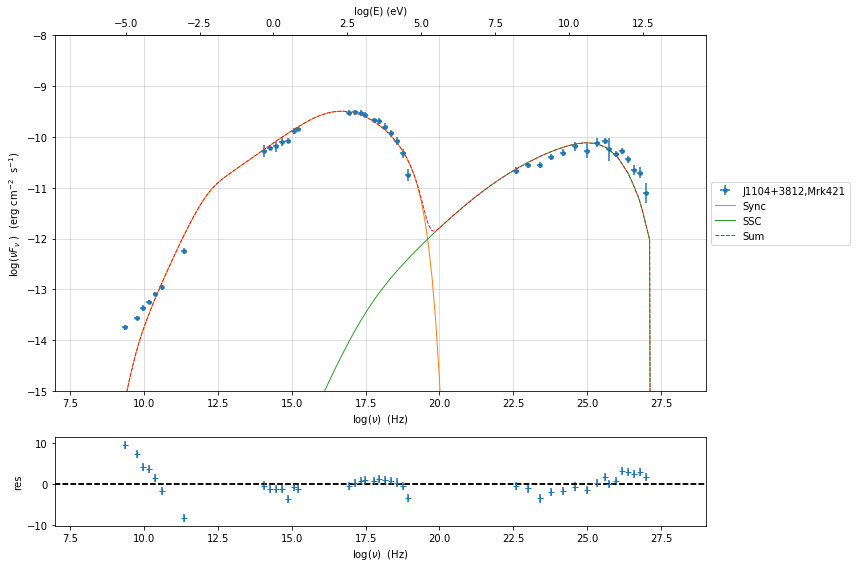 log(E) (eV)
−5.0 −2.5 0.0 2.5 5.0 7.5 10.0 12.5
−8
−9
−10
−11
−12
−13
−14
−15
log(νFν ) (erg cm⁻² s⁻¹)
7.5 10.0 12.5 15.0 17.5 20.0 22.5 25.0 27.5
log(ν) (Hz)
J1104+3812,Mrk421
Sync
SSC
Sum
10
0
−10
res
7.5 10.0 12.5 15.0 17.5 20.0 22.5 25.0 27.5
log(ν) (Hz)